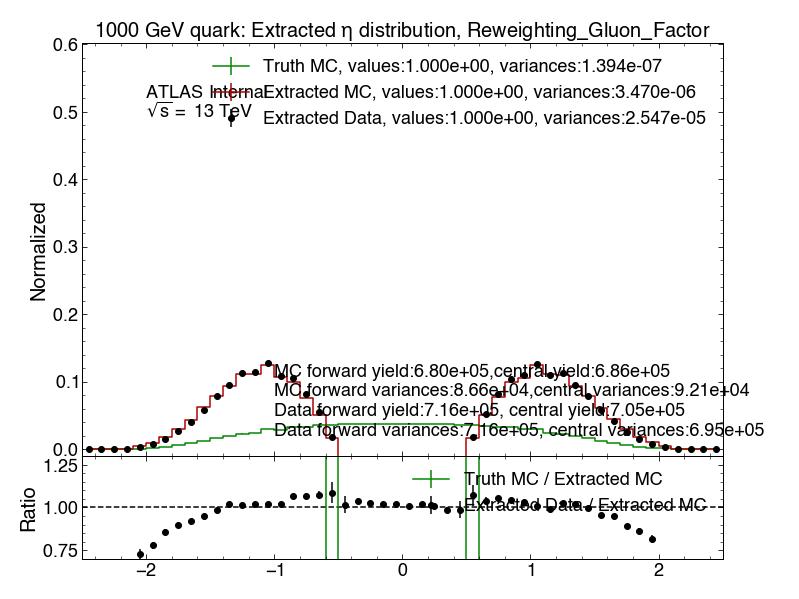 1000 GeV quark: Extracted η distribution, Reweighting_Gluon_Factor
0.6
Truth MC, values:1.000e+00, variances:1.394e-07
ATLAS Internal
Extracted MC, values:1.000e+00, variances:3.470e-06
√s = 13 TeV
Extracted Data, values:1.000e+00, variances:2.547e-05
0.5
0.4
0.3
0.2
0.1
0.0
Normalized
MC forward yield:6.80e+05,central yield:6.86e+05
MC forward variances:8.66e+04,central variances:9.21e+04
Data forward yield:7.16e+05, central yield:7.05e+05
Data forward variances:7.16e+05, central variances:6.95e+05
1.25
1.00
0.75
Ratio
Truth MC / Extracted MC
Extracted Data / Extracted MC
−2 −1 0 1 2